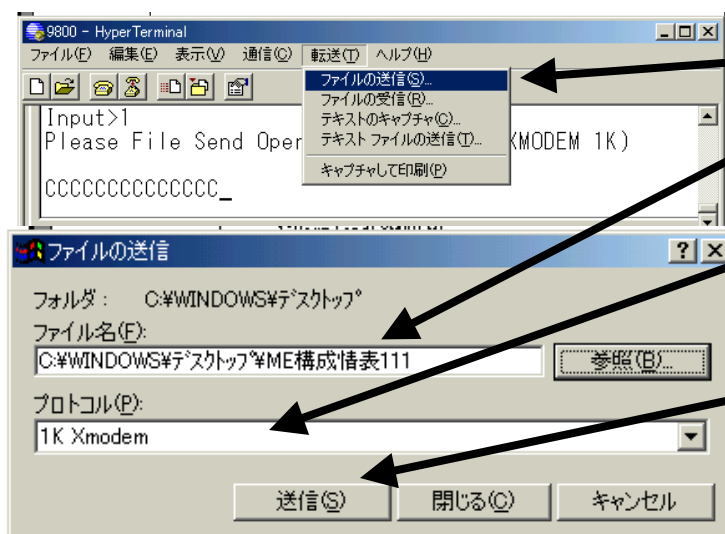 9800 - HyperTerminal
ファイル(F) 編集(E) 表示(V) 通信(C) 転送(T) ヘルプ(H)
ファイルの送信(S)...
ファイルの受信(R)...
テキストのキャプチャ(C)...
テキスト ファイルの送信(T)...
キャプチャして印刷(P)
Input>1
Please File Send Oper XMODEM 1K)
CCCCCCCCCCCCCC_
ファイルの送信
フォルダ： C:¥WINDOWS¥ﾃﾞｽｸﾄｯﾌﾟ
ファイル名(F):
C:¥WINDOWS¥ﾃﾞｽｸﾄｯﾌﾟ¥ME構成情表111
参照(B)...
プロトコル(P):
1K Xmodem
送信(S) 閉じる(C) キャンセル